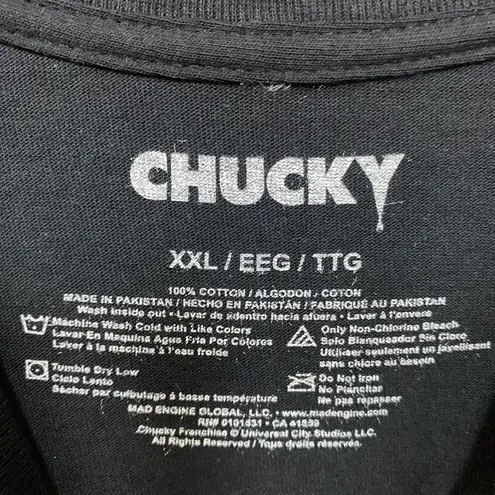 CHUCKY
XXL / EEG / TTG
100% COTTON / ALGODON / COTON
MADE IN PAKISTAN / HECHO EN PAKISTÁN / FABRIQUÉ AU PAKISTAN
Wash inside out • Lavar de adentro hacia afuera • Laver à l'envers
Machine Wash Cold with Like Colors
Lavar En Maquina Agua Fria Por Colores
Laver à la machine à l'eau froide
Only Non-Chlorine Bleach
Solo Blanqueador Sin Cloro
Utiliser seulement un javellisant
sans chlore au besoin
Tumble Dry Low
Ciclo Lento
Sécher par culbutage à basse température
Do Not Iron
No Planchar
Ne pas repasser
MAD ENGINE GLOBAL, LLC. • www.madengine.com
RN# 0101531 • CA 41539
Chucky Franchise © Universal City Studios LLC.
All Rights Reserved / Tous droits réservés